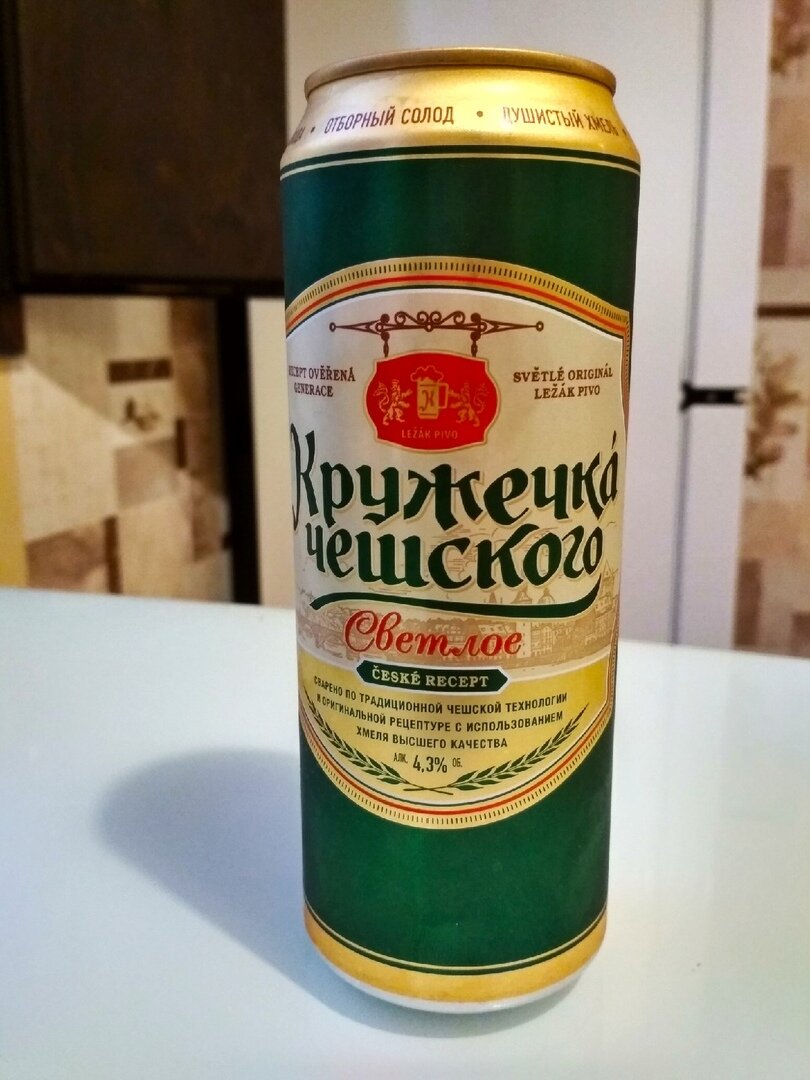 • ОТБОРНЫЙ СОЛОД • ДУШИСТЫЙ ХМЕЛЬ •
RECEPT OVĚŘENÁ
GENERACE
SVĚTLÉ ORIGINÁL
LEŽÁK PIVO
К
LEŽÁK PIVO
Кружечка́
чешского
Светлое
ČESKÉ RECEPT
СВАРЕНО ПО ТРАДИЦИОННОЙ ЧЕШСКОЙ ТЕХНОЛОГИИ
И ОРИГИНАЛЬНОЙ РЕЦЕПТУРЕ С ИСПОЛЬЗОВАНИЕМ
ХМЕЛЯ ВЫСШЕГО КАЧЕСТВА
АЛК. 4,3% ОБ.